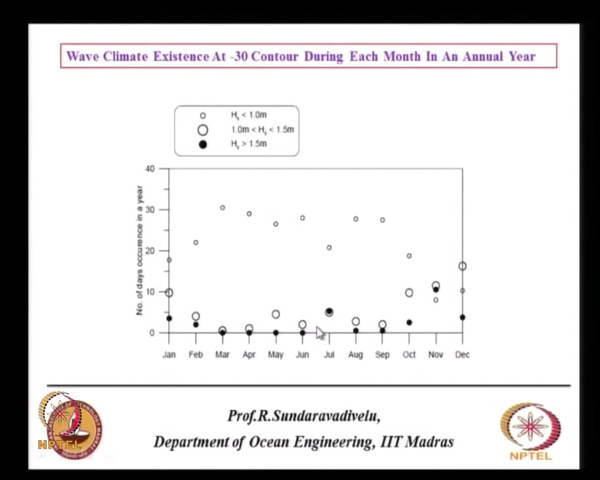 Wave Climate Existence At -30 Contour During Each Month In An Annual Year
Hs < 1.0m
1.0m < Hs < 1.5m
Hs > 1.5m
No. of days occurence in a year
40
30
20
10
0
Jan Feb Mar Apr May Jun Jul Aug Sep Oct Nov Dec
Prof.R.Sundaravadivelu,
Department of Ocean Engineering, IIT Madras
NPTEL
NPTEL